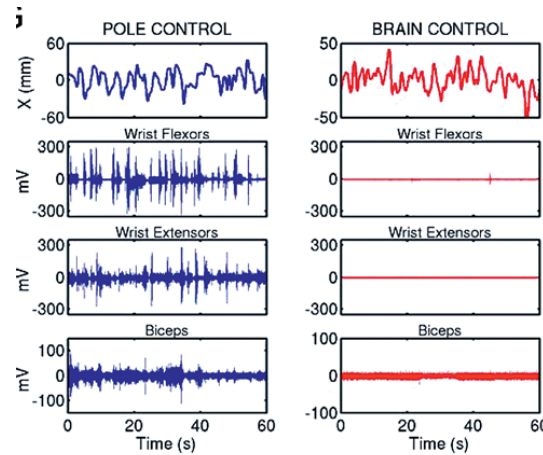 G
POLE CONTROL BRAIN CONTROL
X (mm)
60
0
-60
50
0
-50
Wrist Flexors Wrist Flexors
mV
300
0
-300
300
0
-300
Wrist Extensors Wrist Extensors
mV
300
0
-300
300
0
-300
Biceps Biceps
mV
100
0
-100
100
0
-100
0 20 40 60 0 20 40 60
Time (s) Time (s)